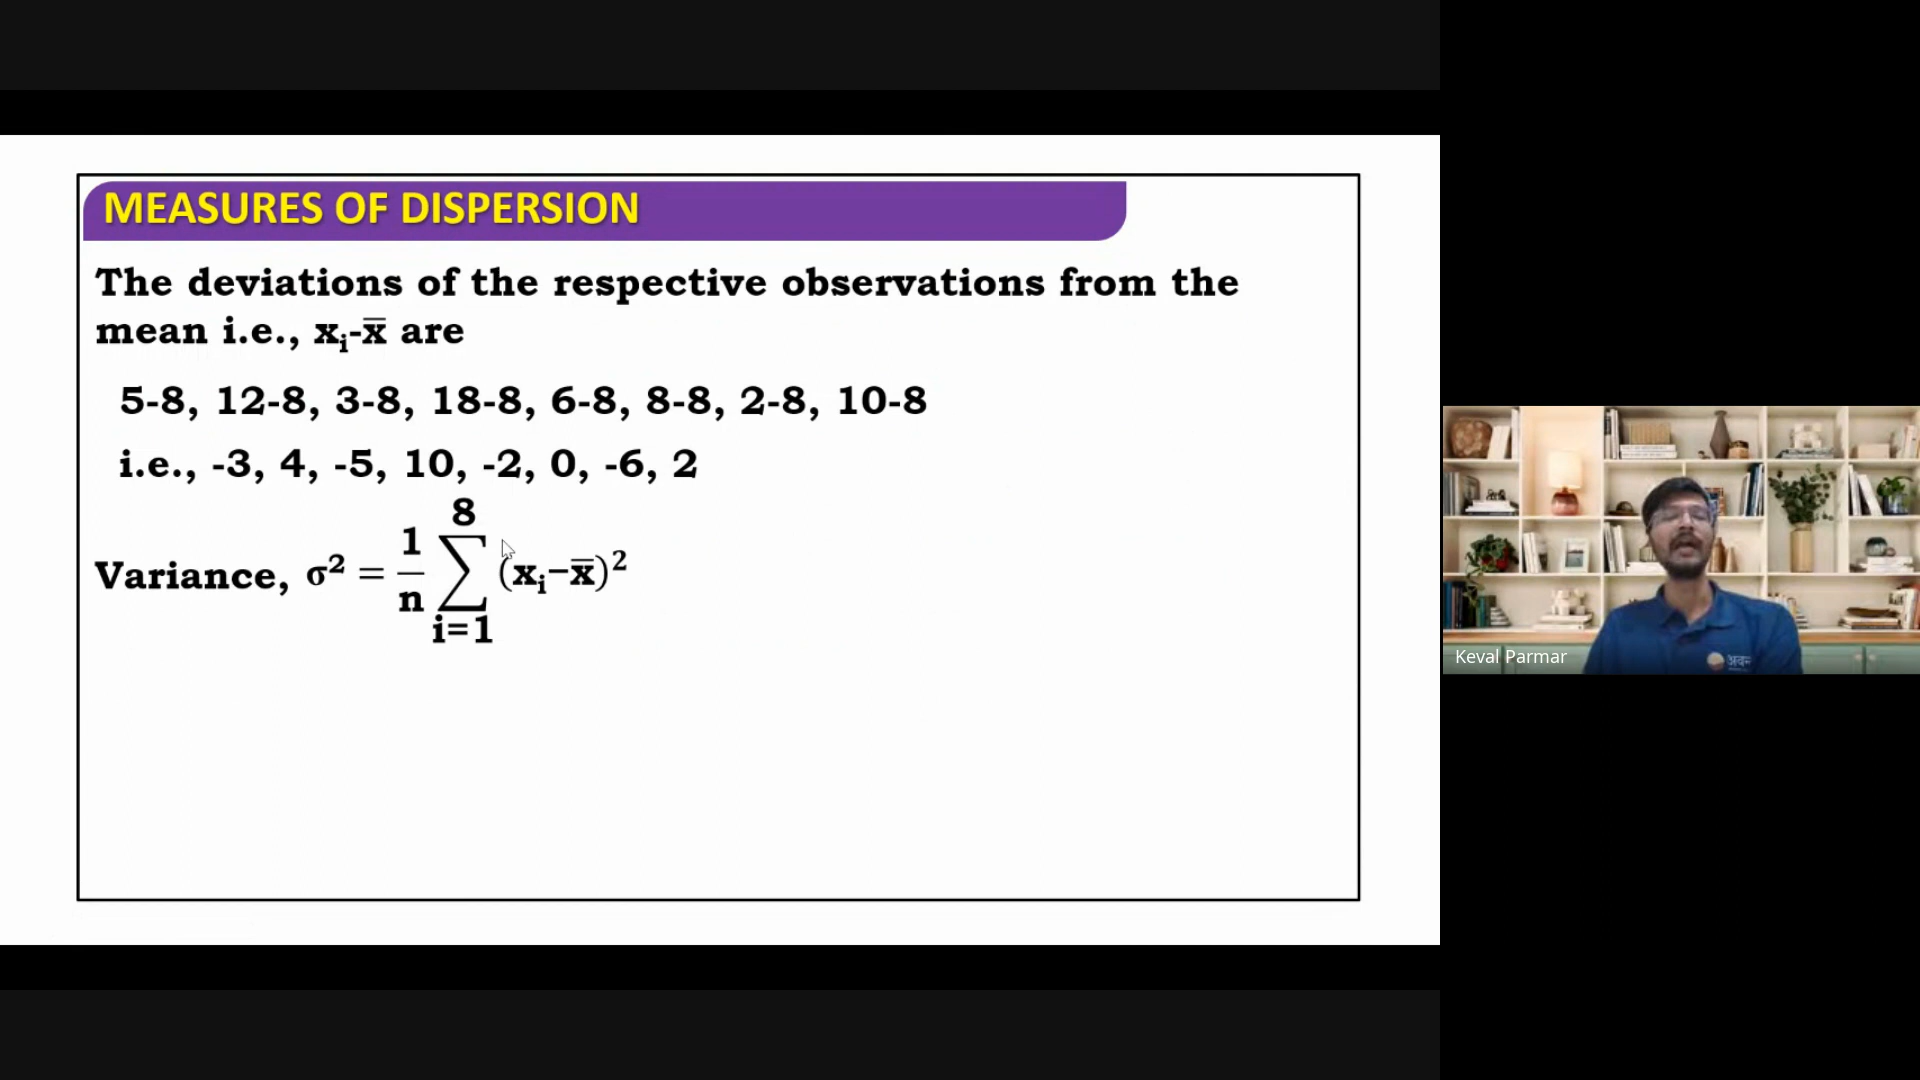 MEASURES OF DISPERSION
The deviations of the respective observations from the
mean i.e., xᵢ-x̅ are
5-8, 12-8, 3-8, 18-8, 6-8, 8-8, 2-8, 10-8
i.e., -3, 4, -5, 10, -2, 0, -6, 2
Variance, σ² = 1/n ∑ i=1 8 (xᵢ−x̅)²
Keval Parmar